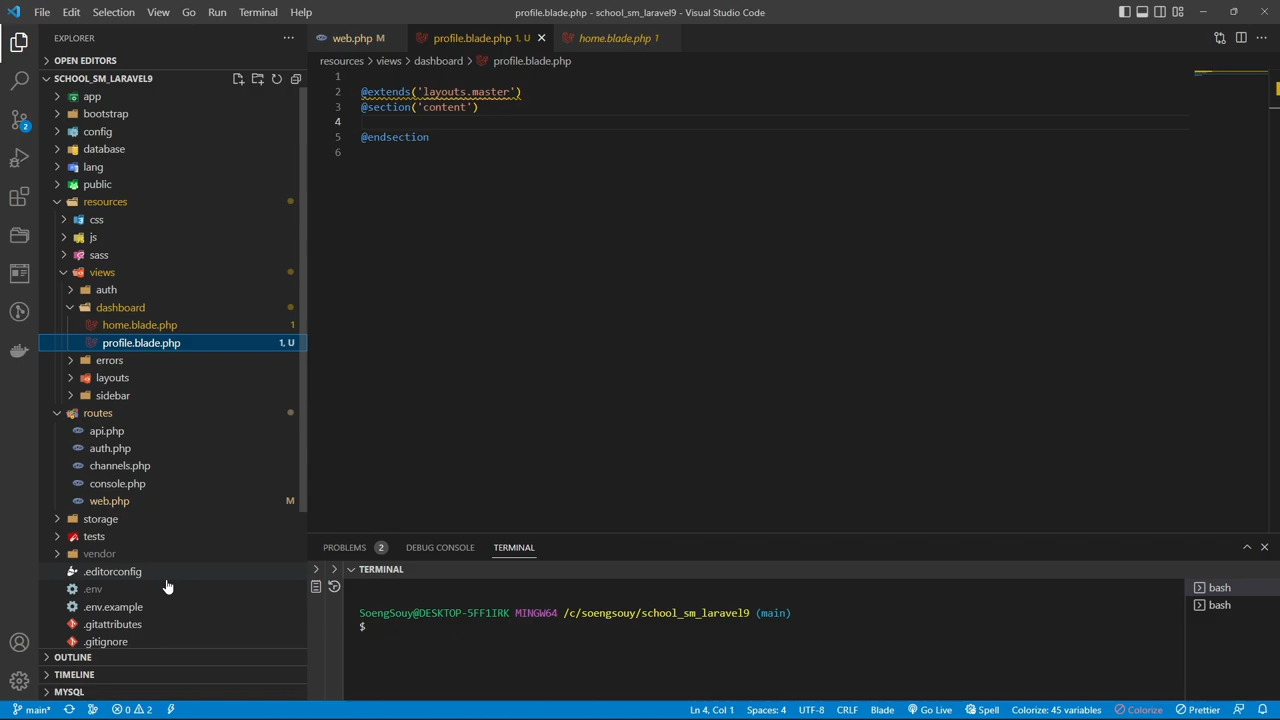 File Edit Selection View Go Run Terminal Help
profile.blade.php - school_sm_laravel9 - Visual Studio Code
EXPLORER
web.php M
profile.blade.php 1, U
home.blade.php 1
OPEN EDITORS
resources > views > dashboard > profile.blade.php
SCHOOL_SM_LARAVEL9
app
bootstrap
config
database
lang
public
resources
css
js
sass
views
auth
dashboard
home.blade.php 1
profile.blade.php 1, U
errors
layouts
sidebar
routes
api.php
auth.php
channels.php
console.php
web.php M
storage
tests
vendor
.editorconfig
.env
.env.example
.gitattributes
.gitignore
OUTLINE
TIMELINE
MYSQL
2
1
2 @extends('layouts.master')
3 @section('content')
4
5 @endsection
6
PROBLEMS 2 DEBUG CONSOLE TERMINAL
TERMINAL
SoengSouy@DESKTOP-5FF1IRK MINGW64 /c/soengsouy/school_sm_laravel9 (main)
$
bash
bash
main* 0 2 Ln 4, Col 1 Spaces: 4 UTF-8 CRLF Blade Go Live Spell Colorize: 45 variables Colorize Prettier